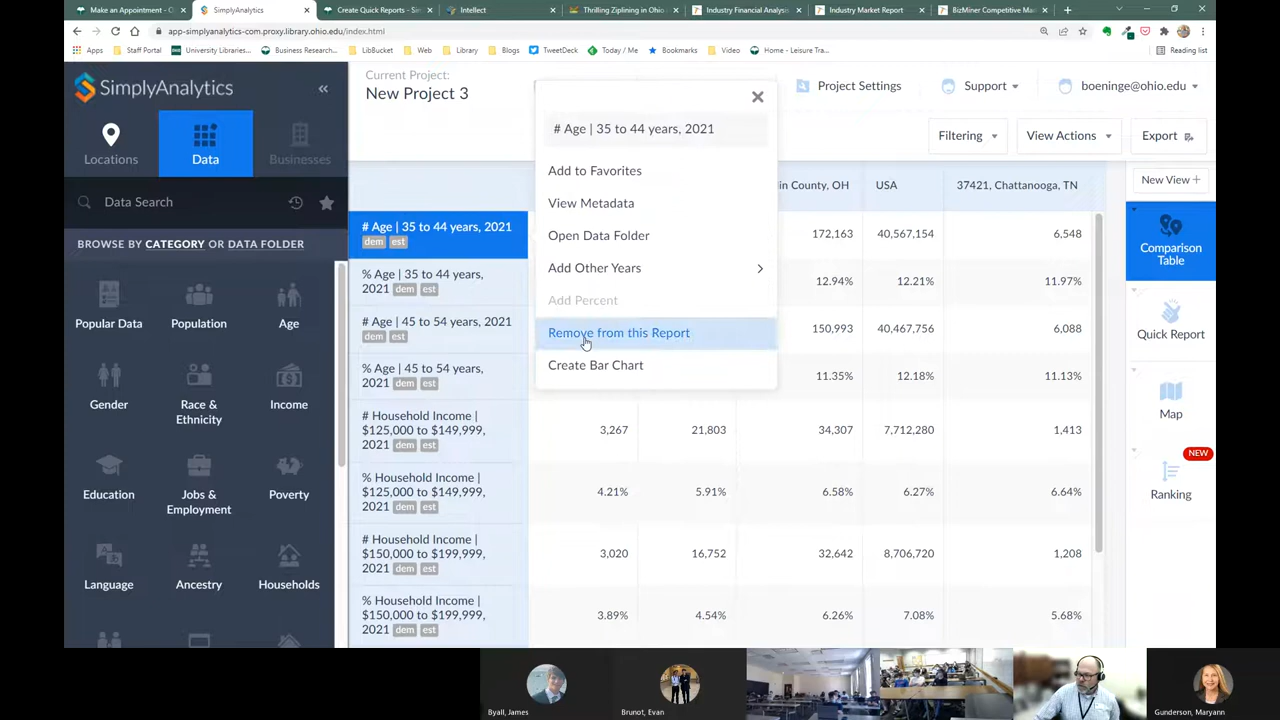 Make an Appointment - O
SimplyAnalytics
Create Quick Reports - Simply
Intellect
Thrilling Ziplining in Ohio
Industry Financial Analysis
Industry Market Report
BizMiner Competitive Ma
app-simplyanalytics-com.proxy.library.ohio.edu/index.html
Apps
Staff Portal
University Libraries...
Business Research...
LibBucket
Web
Library
Blogs
TweetDeck
Today / Me
Bookmarks
Video
Home - Leisure Tra...
Reading list
SimplyAnalytics
Current Project:
New Project 3
Project Settings
Support
boeninge@ohio.edu
Locations
Data
Businesses
Filtering
View Actions
Export
Data Search
BROWSE BY CATEGORY OR DATA FOLDER
Popular Data
Population
Age
Gender
Race &
Ethnicity
Income
Education
Jobs &
Employment
Poverty
Language
Ancestry
Households
# Age | 35 to 44 years, 2021
Add to Favorites
View Metadata
Open Data Folder
Add Other Years
Add Percent
Remove from this Report
Create Bar Chart
in County, OH
USA
37421, Chattanooga, TN
# Age | 35 to 44 years, 2021
dem est
172,163
40,567,154
6,548
% Age | 35 to 44 years,
2021 dem est
12.94%
12.21%
11.97%
# Age | 45 to 54 years, 2021
dem est
150,993
40,467,756
6,088
% Age | 45 to 54 years,
2021 dem est
11.35%
12.18%
11.13%
# Household Income |
$125,000 to $149,999,
2021 dem est
3,267
21,803
34,307
7,712,280
1,413
% Household Income |
$125,000 to $149,999,
2021 dem est
4.21%
5.91%
6.58%
6.27%
6.64%
# Household Income |
$150,000 to $199,999,
2021 dem est
3,020
16,752
32,642
8,706,720
1,208
% Household Income |
$150,000 to $199,999,
2021 dem est
3.89%
4.54%
6.26%
7.08%
5.68%
New View +
Comparison
Table
Quick Report
Map
NEW
Ranking
Byall, James
Brunot, Evan
Gunderson, Maryann